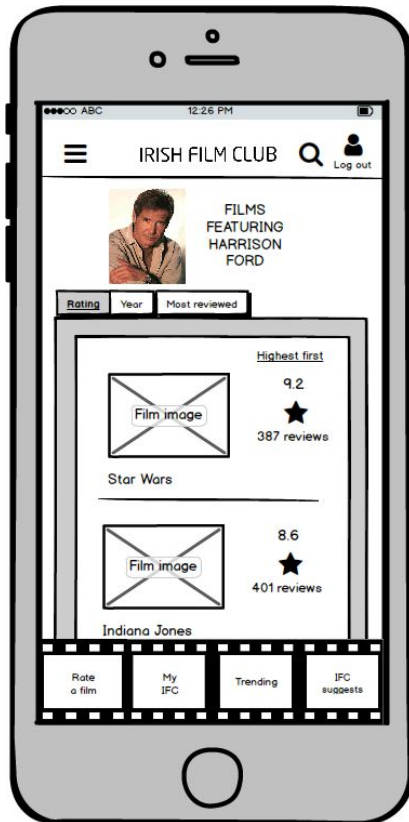 ABC 12:26 PM
IRISH FILM CLUB
Log out
FILMS
FEATURING
HARRISON
FORD
Rating Year Most reviewed
Highest first
9.2
Film image
387 reviews
Star Wars
8.6
Film image
401 reviews
Indiana Jones
Rate
a film
My
IFC
Trending
IFC
suggests